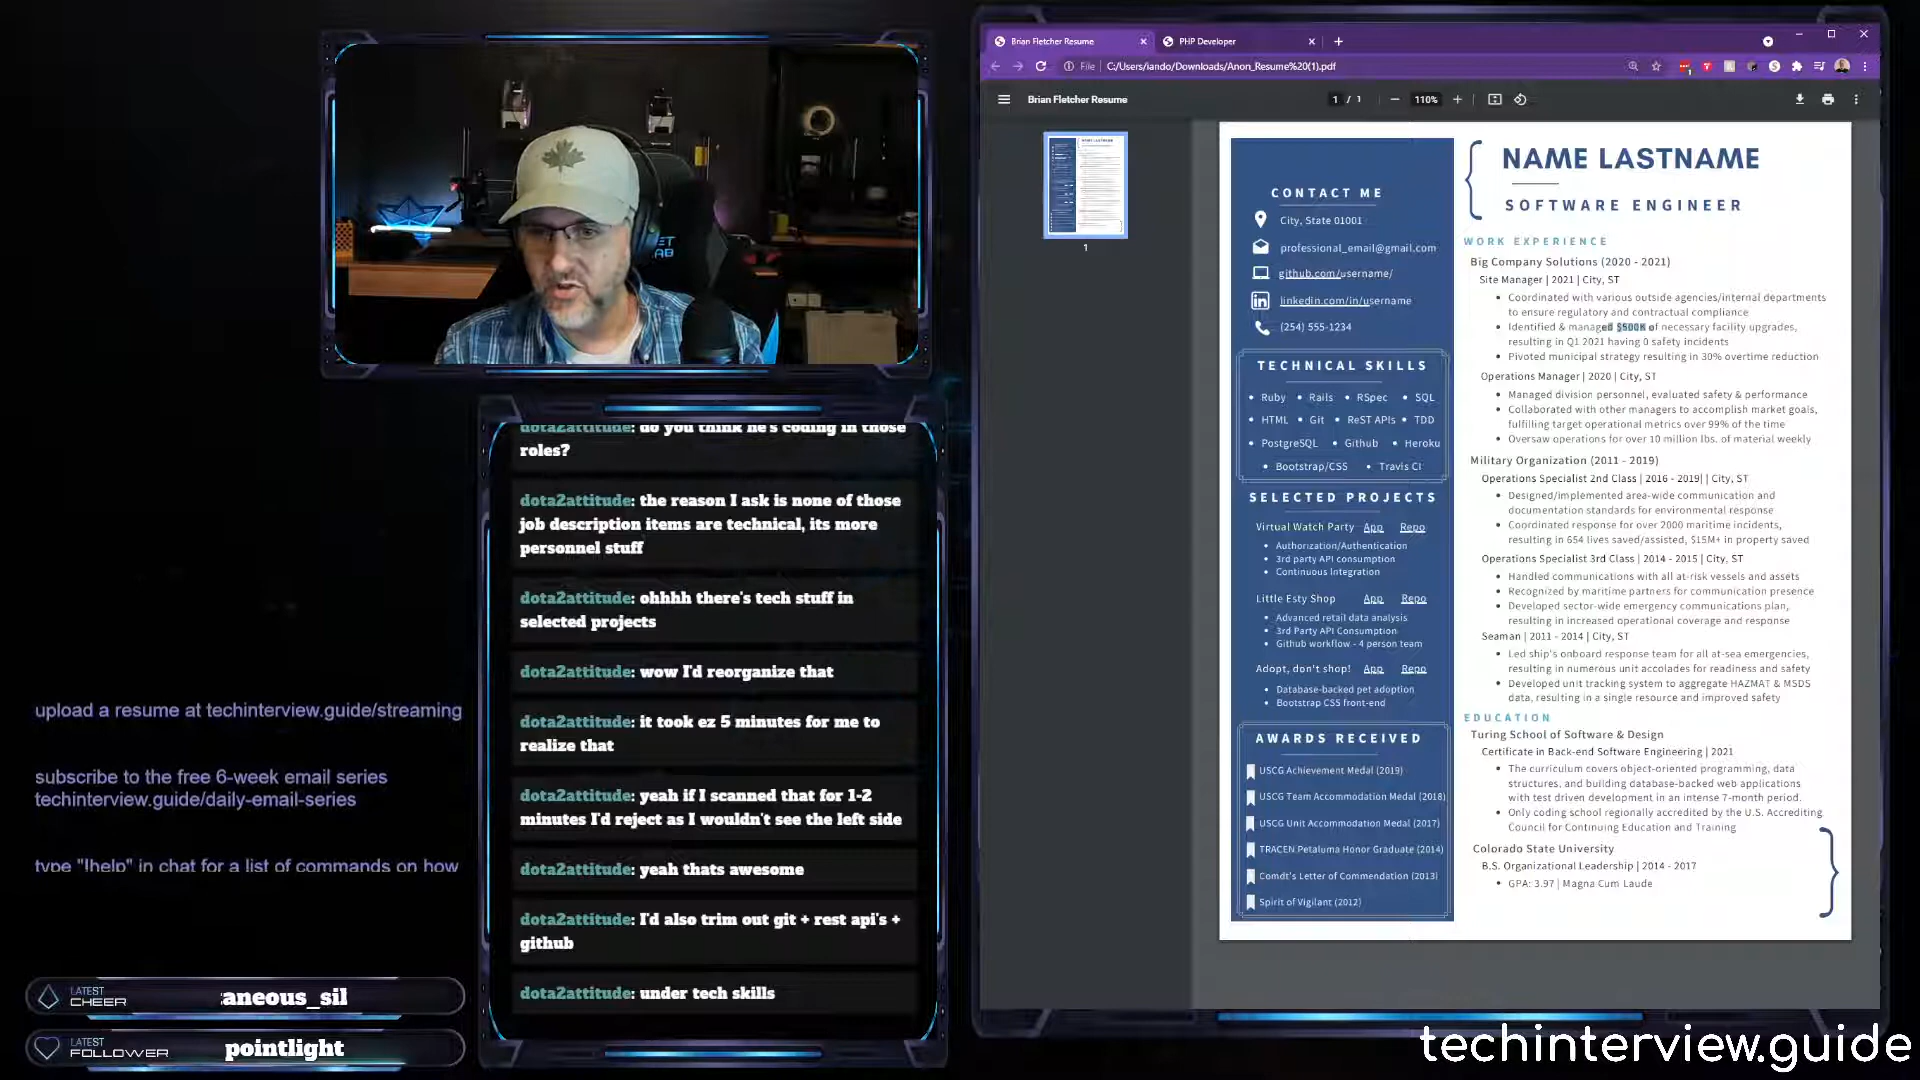 Brian Fletcher Resume
PHP Developer
File
C:/Users/iando/Downloads/Anon_Resume%20(1).pdf
Brian Fletcher Resume
1 / 1
110%
1
CONTACT ME
City, State 01001
professional_email@gmail.com
github.com/username/
linkedin.com/in/username
(254) 555-1234
TECHNICAL SKILLS
Ruby • Rails • RSpec • SQL
HTML • Git • ReST APIs • TDD
PostgreSQL • Github • Heroku
Bootstrap/CSS • Travis CI
SELECTED PROJECTS
Virtual Watch Party App Repo
Authorization/Authentication
3rd party API consumption
Continuous Integration
Little Esty Shop App Repo
Advanced retail data analysis
3rd Party API Consumption
Github workflow - 4 person team
Adopt, don't shop! App Repo
Database-backed pet adoption
Bootstrap CSS front-end
AWARDS RECEIVED
USCG Achievement Medal (2019)
USCG Team Accommodation Medal (2018)
USCG Unit Accommodation Medal (2017)
TRACEN Petaluma Honor Graduate (2014)
Comdt's Letter of Commendation (2013)
Spirit of Vigilant (2012)
NAME LASTNAME
SOFTWARE ENGINEER
WORK EXPERIENCE
Big Company Solutions (2020 - 2021)
Site Manager | 2021 | City, ST
Coordinated with various outside agencies/internal departments
to ensure regulatory and contractual compliance
Identified & managed $500K of necessary facility upgrades,
resulting in Q1 2021 having 0 safety incidents
Pivoted municipal strategy resulting in 30% overtime reduction
Operations Manager | 2020 | City, ST
Managed division personnel, evaluated safety & performance
Collaborated with other managers to accomplish market goals,
fulfilling target operational metrics over 99% of the time
Oversaw operations for over 10 million lbs. of material weekly
Military Organization (2011 - 2019)
Operations Specialist 2nd Class | 2016 - 2019| | City, ST
Designed/implemented area-wide communication and
documentation standards for environmental response
Coordinated response for over 2000 maritime incidents,
resulting in 654 lives saved/assisted, $15M+ in property saved
Operations Specialist 3rd Class | 2014 - 2015 | City, ST
Handled communications with all at-risk vessels and assets
Recognized by maritime partners for communication presence
Developed sector-wide emergency communications plan,
resulting in increased operational coverage and response
Seaman | 2011 - 2014 | City, ST
Led ship's onboard response team for all at-sea emergencies,
resulting in numerous unit accolades for readiness and safety
Developed unit tracking system to aggregate HAZMAT & MSDS
data, resulting in a single resource and improved safety
EDUCATION
Turing School of Software & Design
Certificate in Back-end Software Engineering | 2021
The curriculum covers object-oriented programming, data
structures, and building database-backed web applications
with test driven development in an intense 7-month period.
Only coding school regionally accredited by the U.S. Accrediting
Council for Continuing Education and Training
Colorado State University
B.S. Organizational Leadership | 2014 - 2017
GPA: 3.97 | Magna Cum Laude
dota2attitude: do you think he's coding in those
roles?
dota2attitude: the reason I ask is none of those
job description items are technical, its more
personnel stuff
dota2attitude: ohhhh there's tech stuff in
selected projects
dota2attitude: wow I'd reorganize that
dota2attitude: it took ez 5 minutes for me to
realize that
dota2attitude: yeah if I scanned that for 1-2
minutes I'd reject as I wouldn't see the left side
dota2attitude: yeah thats awesome
dota2attitude: I'd also trim out git + rest api's +
github
dota2attitude: under tech skills
upload a resume at techinterview.guide/streaming
subscribe to the free 6-week email series
techinterview.guide/daily-email-series
type "!help" in chat for a list of commands on how
LATEST
CHEER
aneous_sil
LATEST
FOLLOWER
pointlight
techinterview.guide